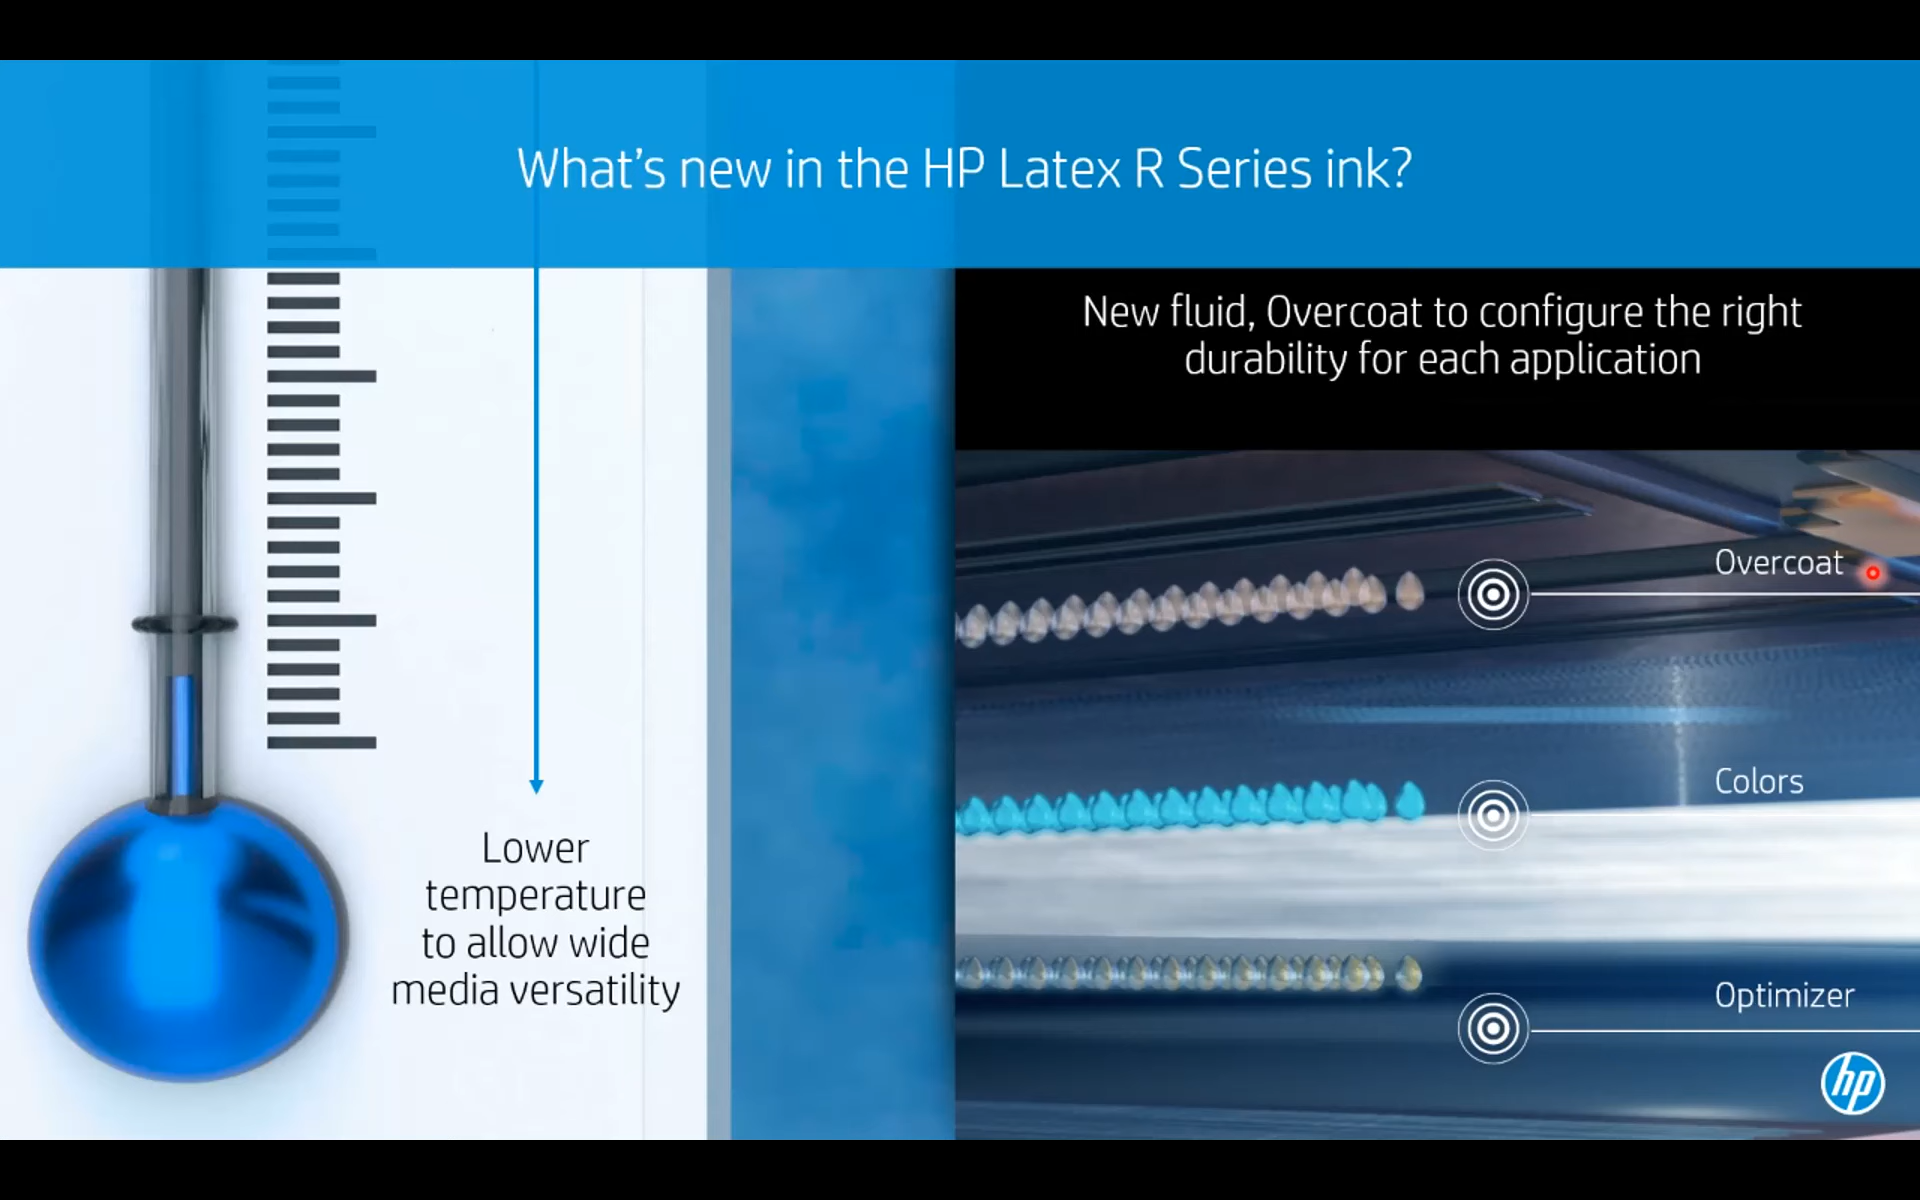 What's new in the HP Latex R Series ink?
Lower
temperature
to allow wide
media versatility
New fluid, Overcoat to configure the right
durability for each application
Overcoat
Colors
Optimizer
hp